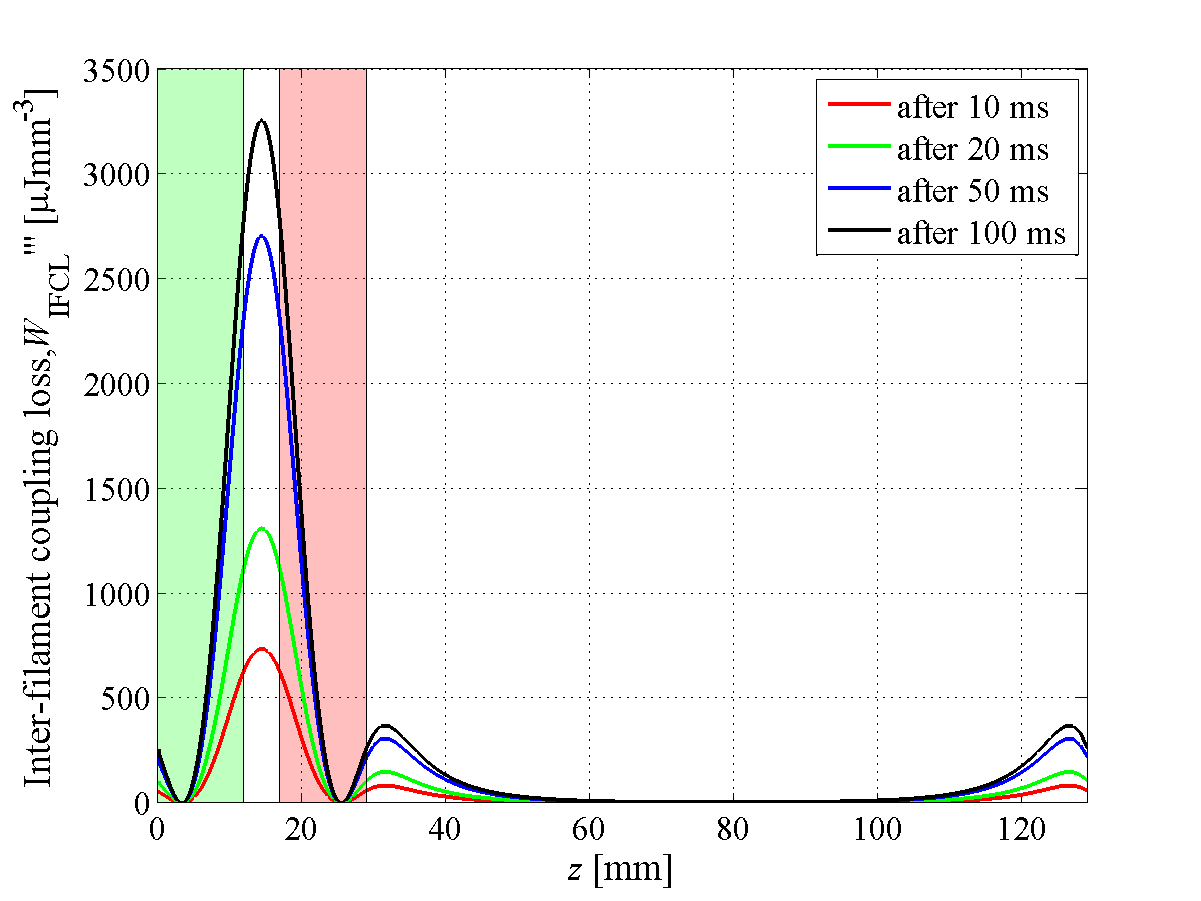 Inter-filament coupling loss,W_IFCL''' [μJmm^-3]
3500
3000
2500
2000
1500
1000
500
0
0 20 40 60 80 100 120
z [mm]
after 10 ms
after 20 ms
after 50 ms
after 100 ms